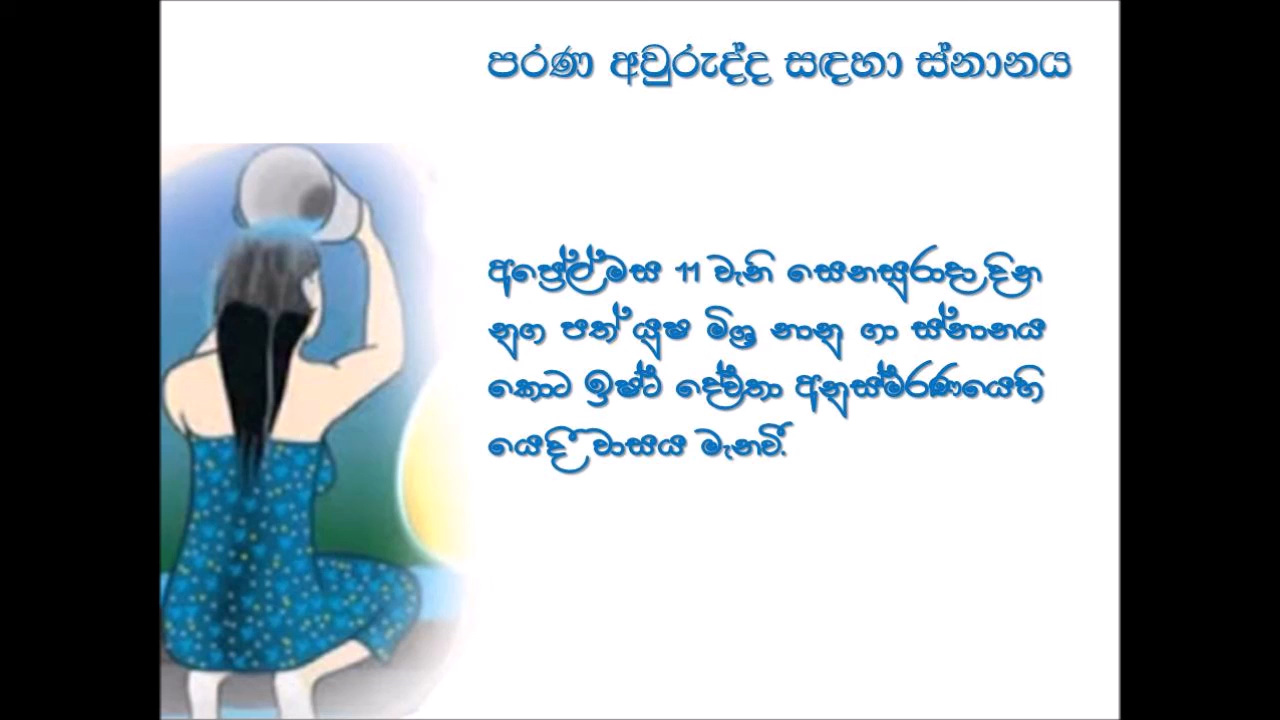 පරණ අවුරුද්ද සඳහා ස්නානය
අප්‍රේල් මස 11 වැනි සෙනසුරාදා දින
නුග පත් යුෂ මිශ්‍ර නානු ගා ස්නානය
කොට ඉෂ්ට දේවතා අනුස්මරණයෙහි
යෙදී වාසය මැනවි.